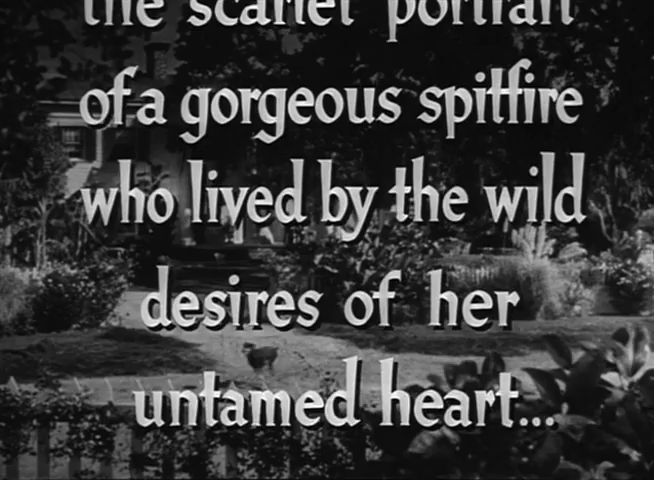 the scarlet portrait
of a gorgeous spitfire
who lived by the wild
desires of her
untamed heart...